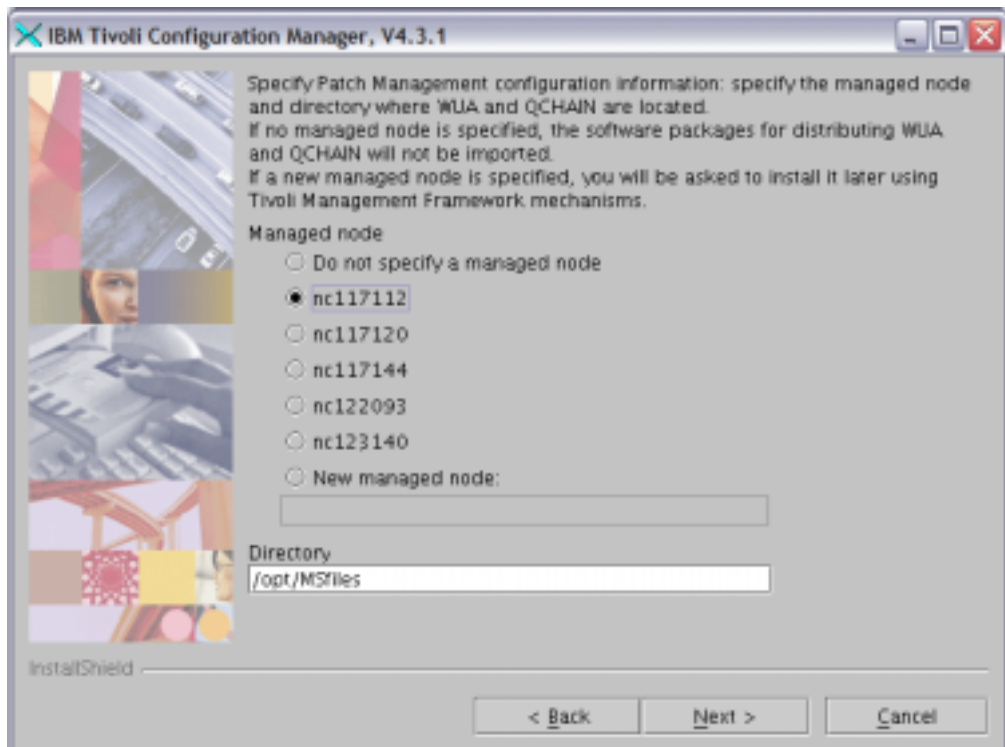 IBM Tivoli Configuration Manager, V4.3.1
Specify Patch Management configuration information: specify the managed node
and directory where WUA and QCHAIN are located.
If no managed node is specified, the software packages for distributing WUA
and QCHAIN will not be imported.
If a new managed node is specified, you will be asked to install it later using
Tivoli Management Framework mechanisms.
Managed node
Do not specify a managed node
nc117112
nc117120
nc117144
nc122093
nc123140
New managed node:
Directory
/opt/MSfiles
InstallShield
< Back
Next >
Cancel